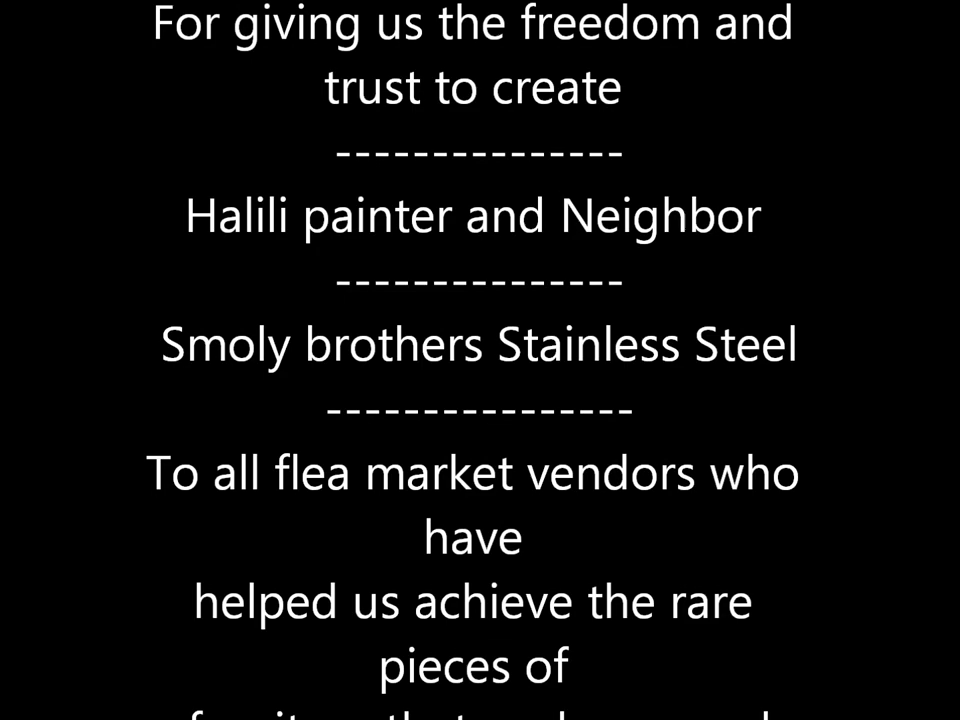 For giving us the freedom and
trust to create
---------------
Halili painter and Neighbor
---------------
Smoly brothers Stainless Steel
----------------
To all flea market vendors who
have
helped us achieve the rare
pieces of